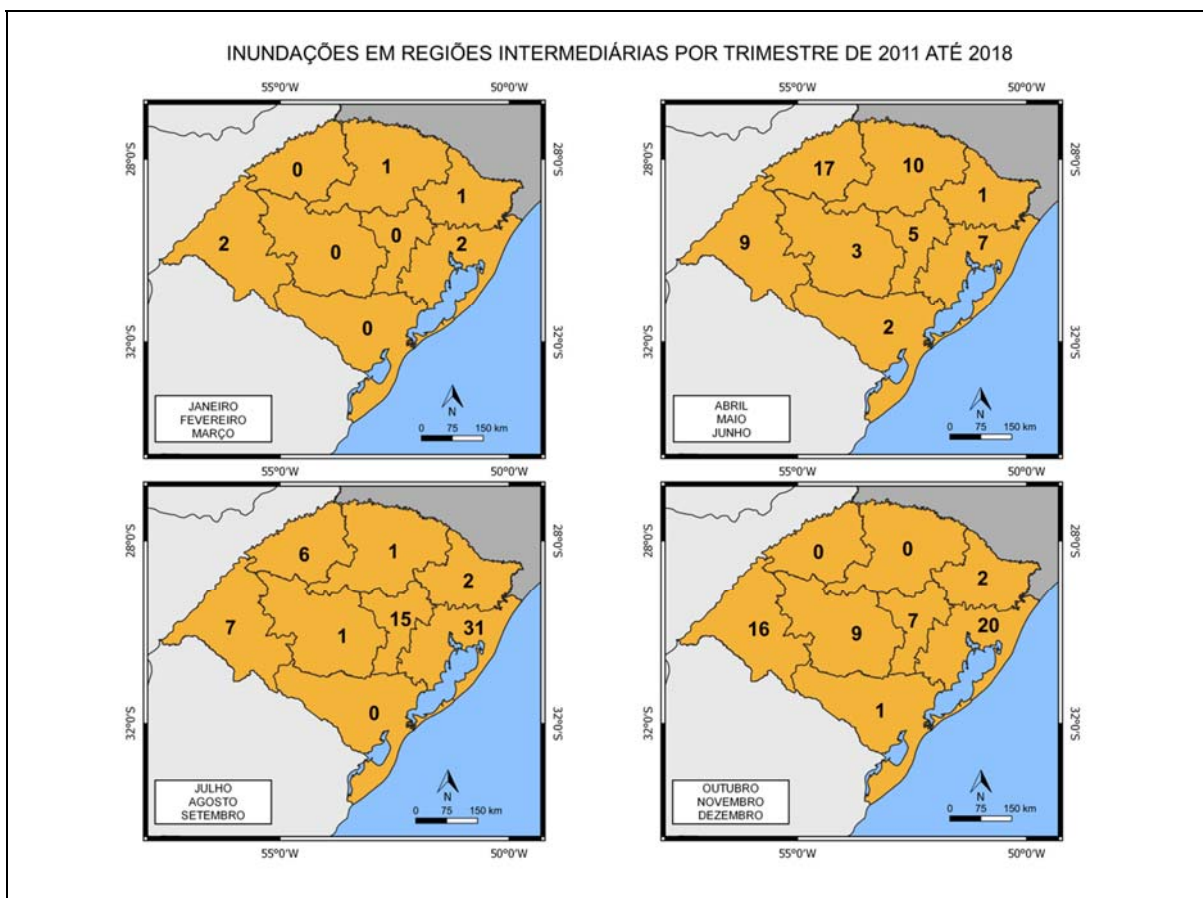 INUNDAÇÕES EM REGIÕES INTERMEDIÁRIAS POR TRIMESTRE DE 2011 ATÉ 2018
55°0'W 50°0'W
28°0'S 28°0'S
32°0'S 32°0'S
0 1
1
2 0 0 2
0
JANEIRO
FEVEREIRO
MARÇO
N
0 75 150 km
55°0'W 50°0'W
28°0'S 28°0'S
32°0'S 32°0'S
17 10
1
9 3 5 7
2
ABRIL
MAIO
JUNHO
N
0 75 150 km
28°0'S 28°0'S
32°0'S 32°0'S
55°0'W 50°0'W
6 1
2
7 1 15 31
0
JULHO
AGOSTO
SETEMBRO
N
0 75 150 km
55°0'W 50°0'W
55°0'W 50°0'W
28°0'S 28°0'S
32°0'S 32°0'S
0 0
2
16 9 7 20
1
OUTUBRO
NOVEMBRO
DEZEMBRO
N
0 75 150 km
55°0'W 50°0'W